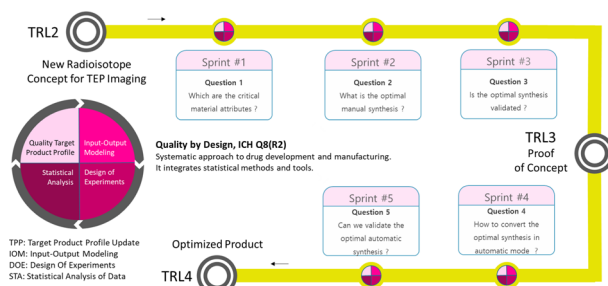 TRL2
New Radioisotope
Concept for TEP Imaging
Sprint #1
Question 1
Which are the critical
material attributes ?
Sprint #2
Question 2
What is the optimal
manual synthesis ?
Sprint #3
Question 3
Is the optimal synthesis
validated ?
Quality Target
Product Profile
Input-Output
Modeling
Statistical
Analysis
Design of
Experiments
Quality by Design, ICH Q8(R2)
Systematic approach to drug development and manufacturing.
It integrates statistical methods and tools.
TRL3
Proof
of Concept
Sprint #5
Question 5
Can we validate the
optimal automatic
synthesis ?
Sprint #4
Question 4
How to convert the
optimal synthesis in
automatic mode ?
TPP: Target Product Profile Update
IOM: Input-Output Modeling
DOE: Design Of Experiments
STA: Statistical Analysis of Data
Optimized Product
TRL4